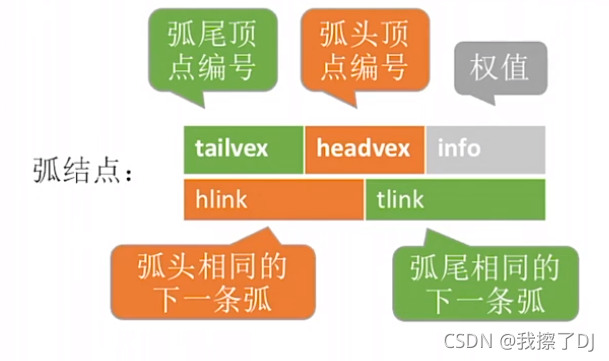 弧尾顶
点编号
弧头顶
点编号
权值
弧结点：
tailvex headvex info
hlink tlink
弧头相同的
下一条弧
弧尾相同的
下一条弧
CSDN @我擦了DJ